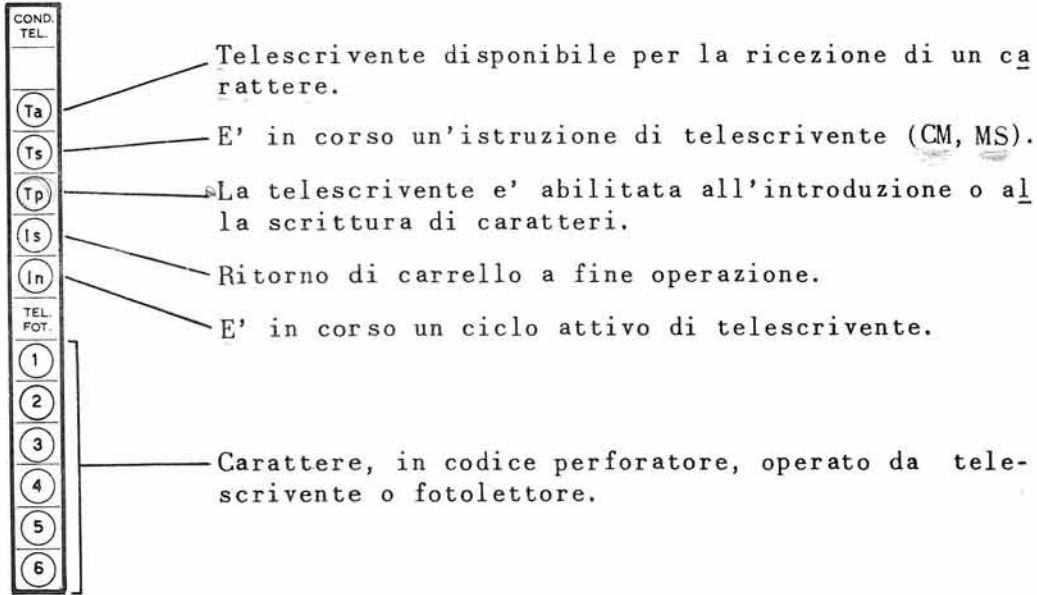 COND.
TEL.
Ta
Ts
Tp
Is
In
TEL.
FOT.
1
2
3
4
5
6
Telescrivente disponibile per la ricezione di un ca
rattere.
E' in corso un'istruzione di telescrivente (CM, MS).
La telescrivente e' abilitata all'introduzione o al
la scrittura di caratteri.
Ritorno di carrello a fine operazione.
E' in corso un ciclo attivo di telescrivente.
Carattere, in codice perforatore, operato da tele-
scrivente o fotolettore.